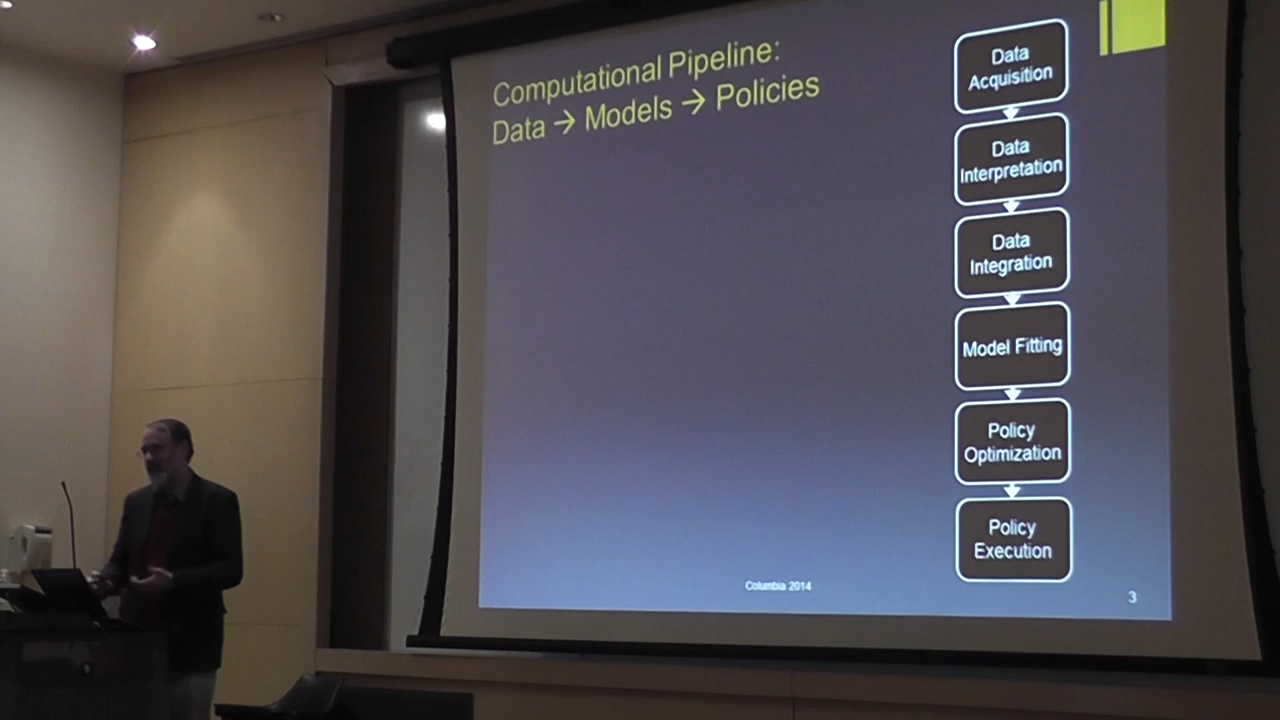 Computational Pipeline:
Data → Models → Policies
Data
Acquisition
Data
Interpretation
Data
Integration
Model Fitting
Policy
Optimization
Policy
Execution
Columbia 2014
3